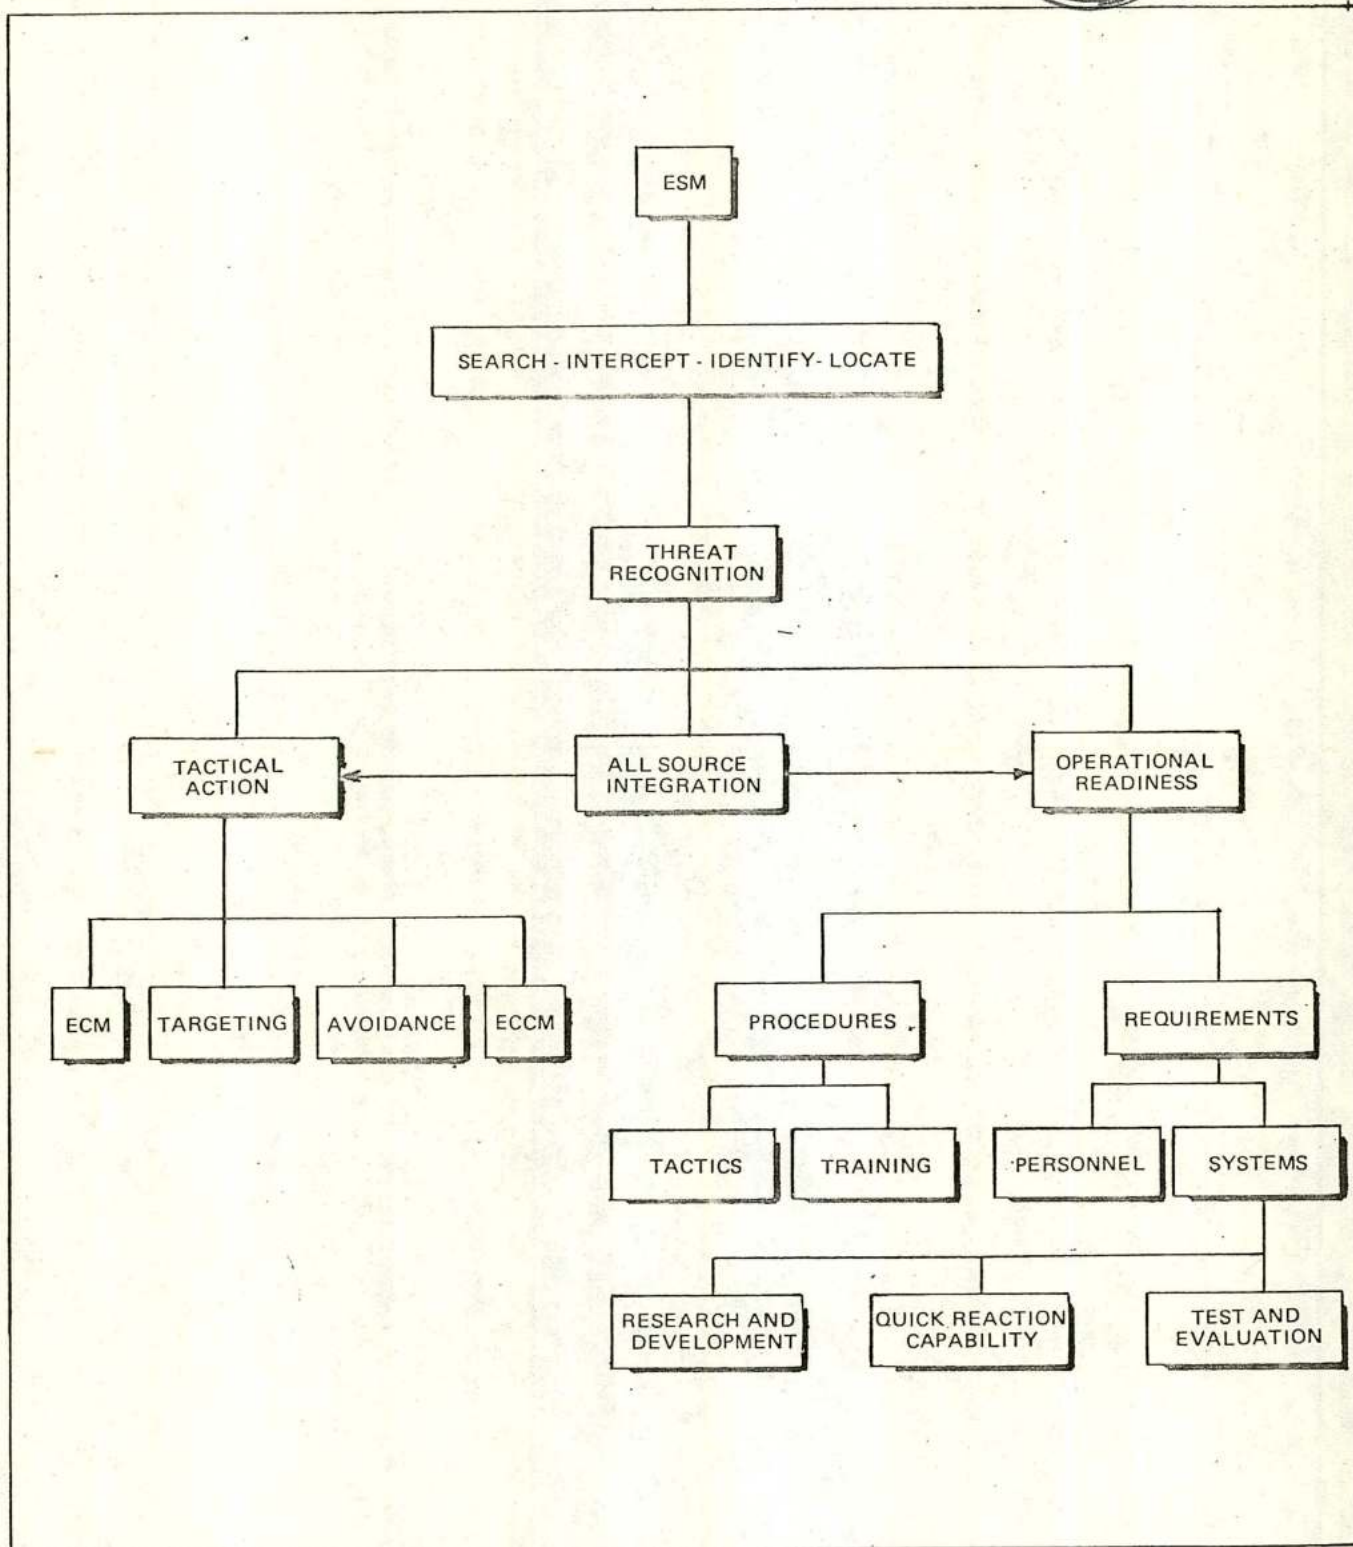 ESM
SEARCH - INTERCEPT - IDENTIFY- LOCATE
THREAT
RECOGNITION
TACTICAL
ACTION
ALL SOURCE
INTEGRATION
OPERATIONAL
READINESS
ECM
TARGETING
AVOIDANCE
ECCM
PROCEDURES
REQUIREMENTS
TACTICS
TRAINING
PERSONNEL
SYSTEMS
RESEARCH AND
DEVELOPMENT
QUICK REACTION
CAPABILITY
TEST AND
EVALUATION